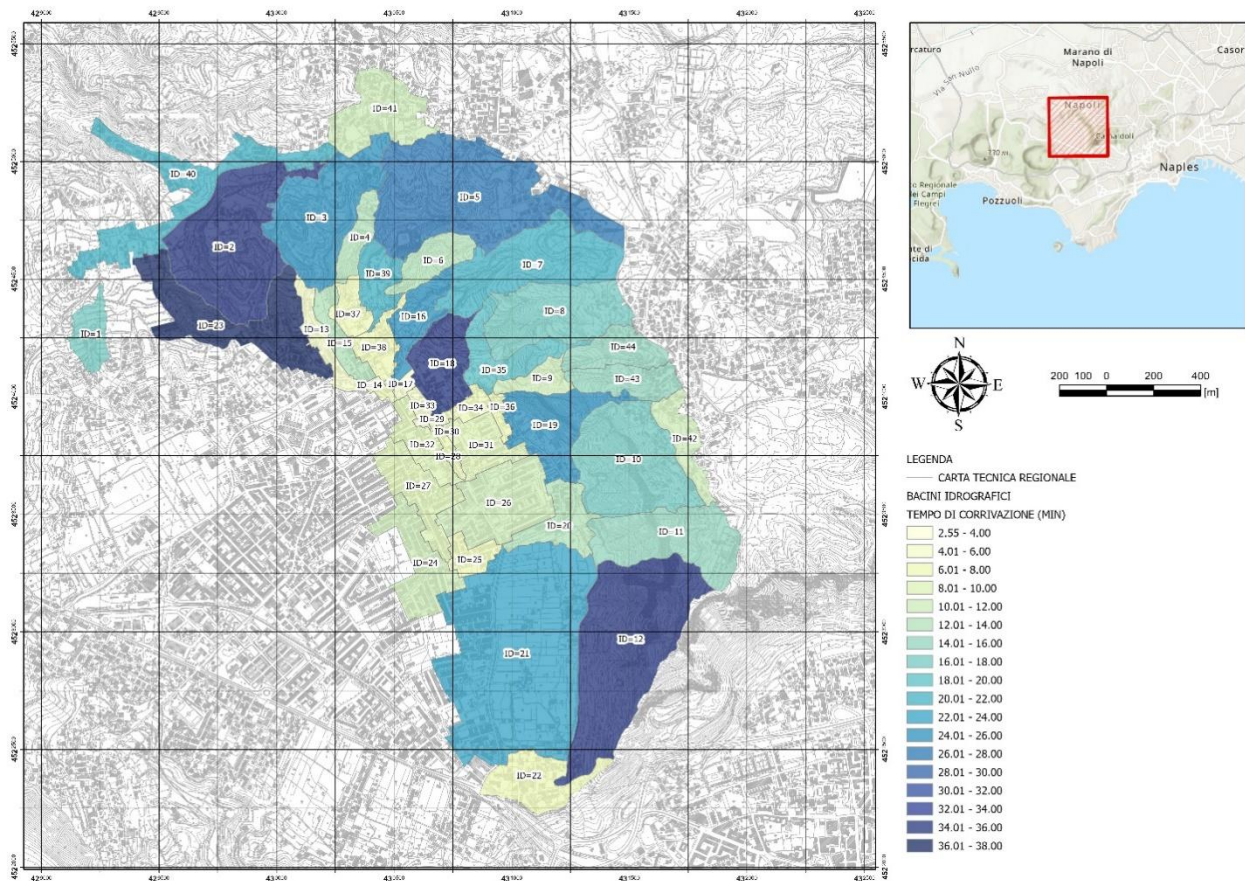 ID=41
ID=40
ID=5
ID=3
ID=4
ID=2
ID=6
ID=7
ID=39
ID=8
ID=37
ID=16
ID=13
ID=23
ID=1
ID=15
ID=38
ID=44
ID=18
ID=35
ID=9
ID=43
ID=14
ID=17
ID=33
ID=34
ID=36
ID=29
ID=19
ID=30
ID=42
ID=32
ID=31
ID=28
ID=10
ID=27
ID=26
ID=20
ID=11
ID=24
ID=25
ID=12
ID=21
ID=22
Marano di
Napoli
Casor
Via San Nullo
Napoli
Naples
Pozzuoli
N
W E
S
200 100 0 200 400
[m]
LEGENDA
CARTA TECNICA REGIONALE
BACINI IDROGRAFICI
TEMPO DI CORRIVAZIONE (MIN)
2.55 - 4.00
4.01 - 6.00
6.01 - 8.00
8.01 - 10.00
10.01 - 12.00
12.01 - 14.00
14.01 - 16.00
16.01 - 18.00
18.01 - 20.00
20.01 - 22.00
22.01 - 24.00
24.01 - 26.00
26.01 - 28.00
28.01 - 30.00
30.01 - 32.00
32.01 - 34.00
34.01 - 36.00
36.01 - 38.00